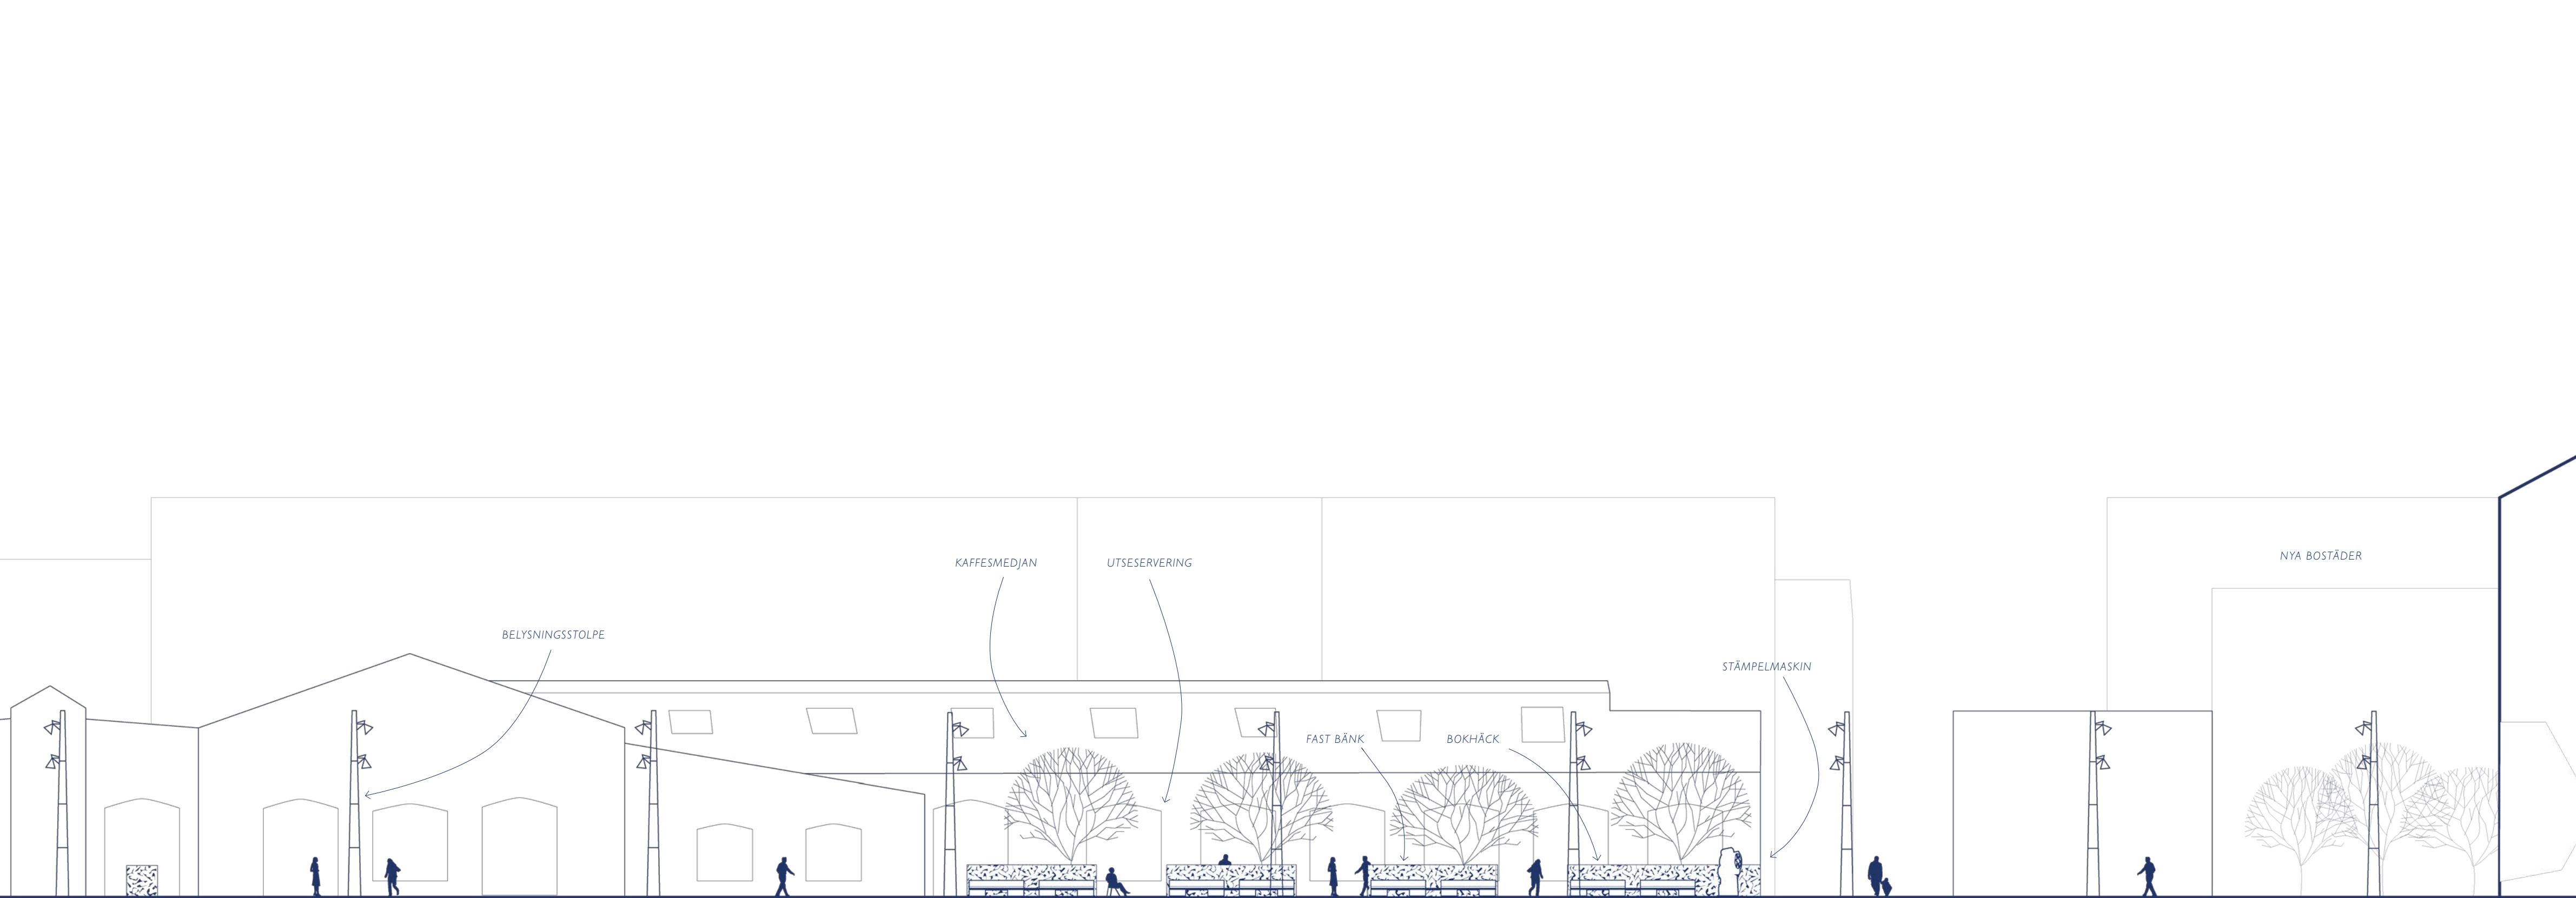 NYA BOSTÄDER
KAFFESMEDJAN
UTSESERVERING
BELYSNINGSSTOLPE
STÄMPELMASKIN
FAST BÄNK
BOKHÄCK